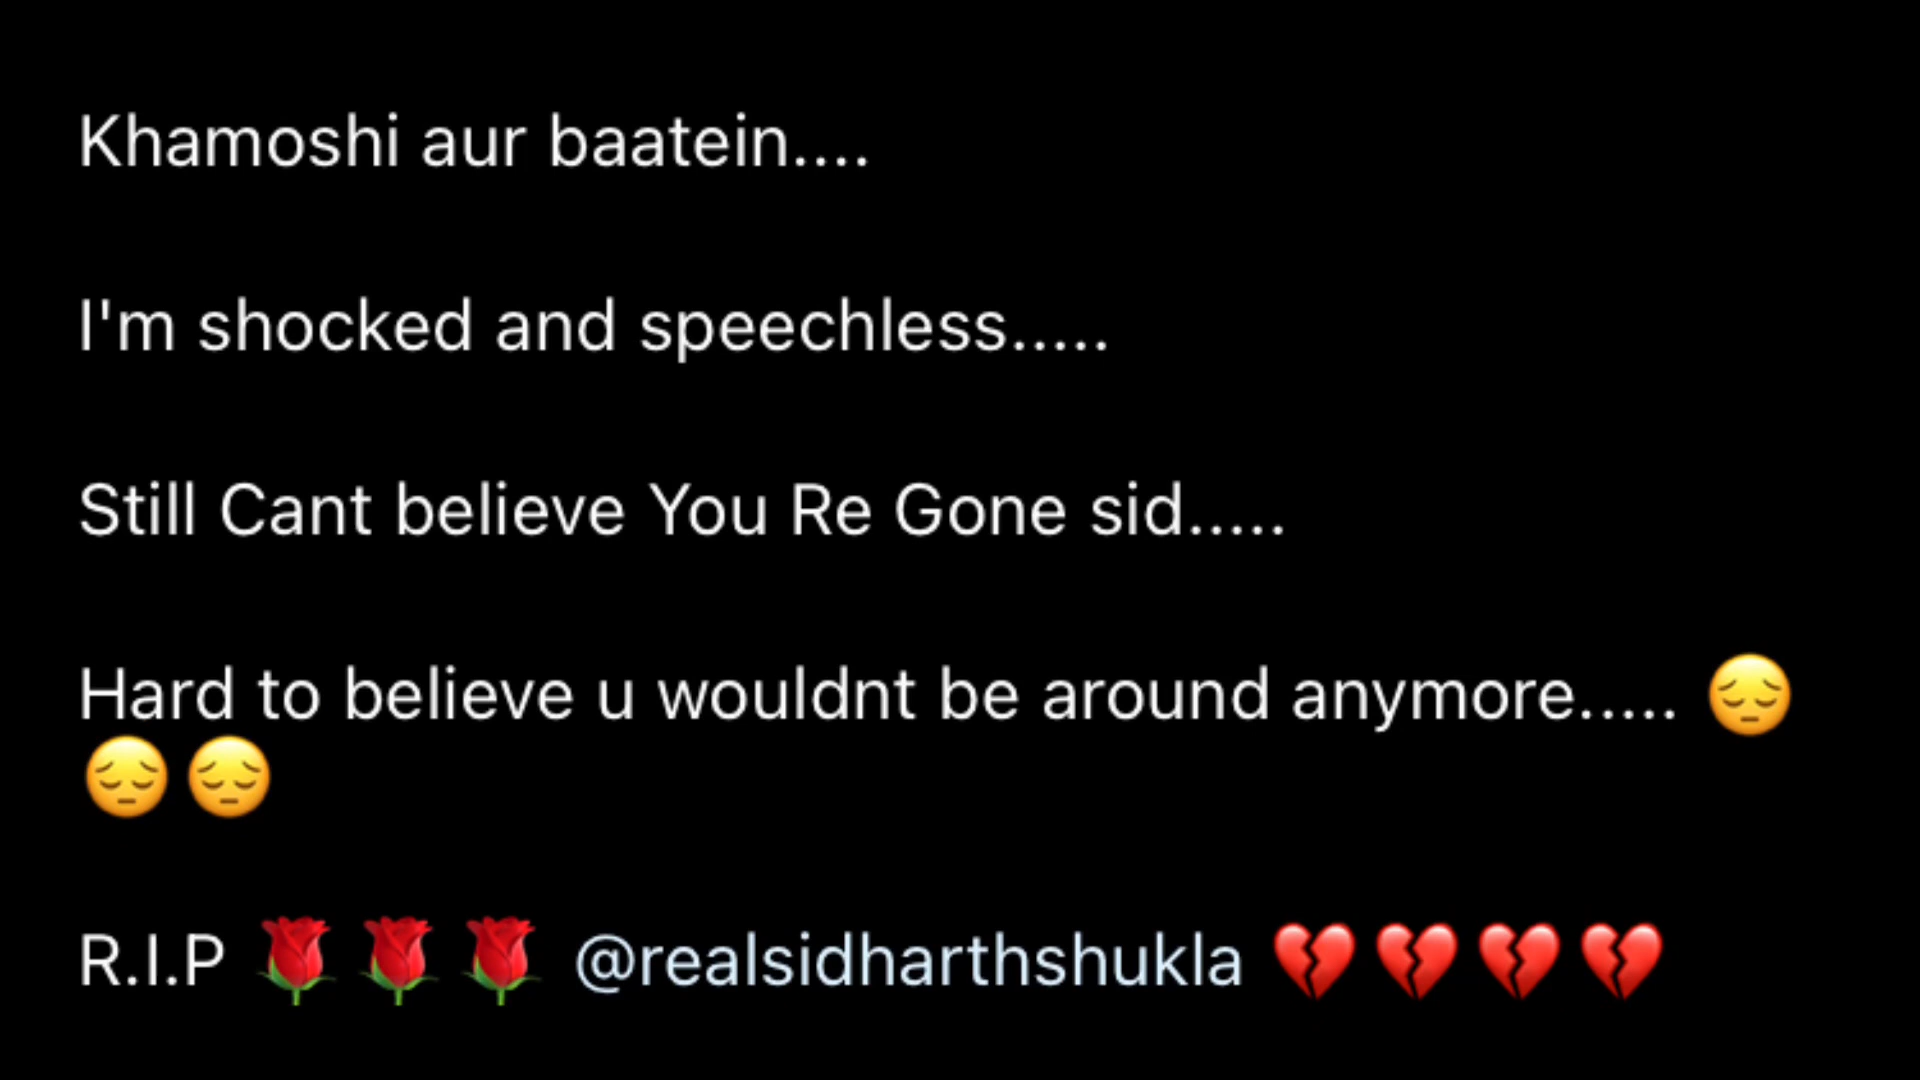 Khamoshi aur baatein....
I'm shocked and speechless.....
Still Cant believe You Re Gone sid.....
Hard to believe u wouldnt be around anymore..... 😔
😔😔
R.I.P 🌹🌹🌹 @realsidharthshukla 💔💔💔💔